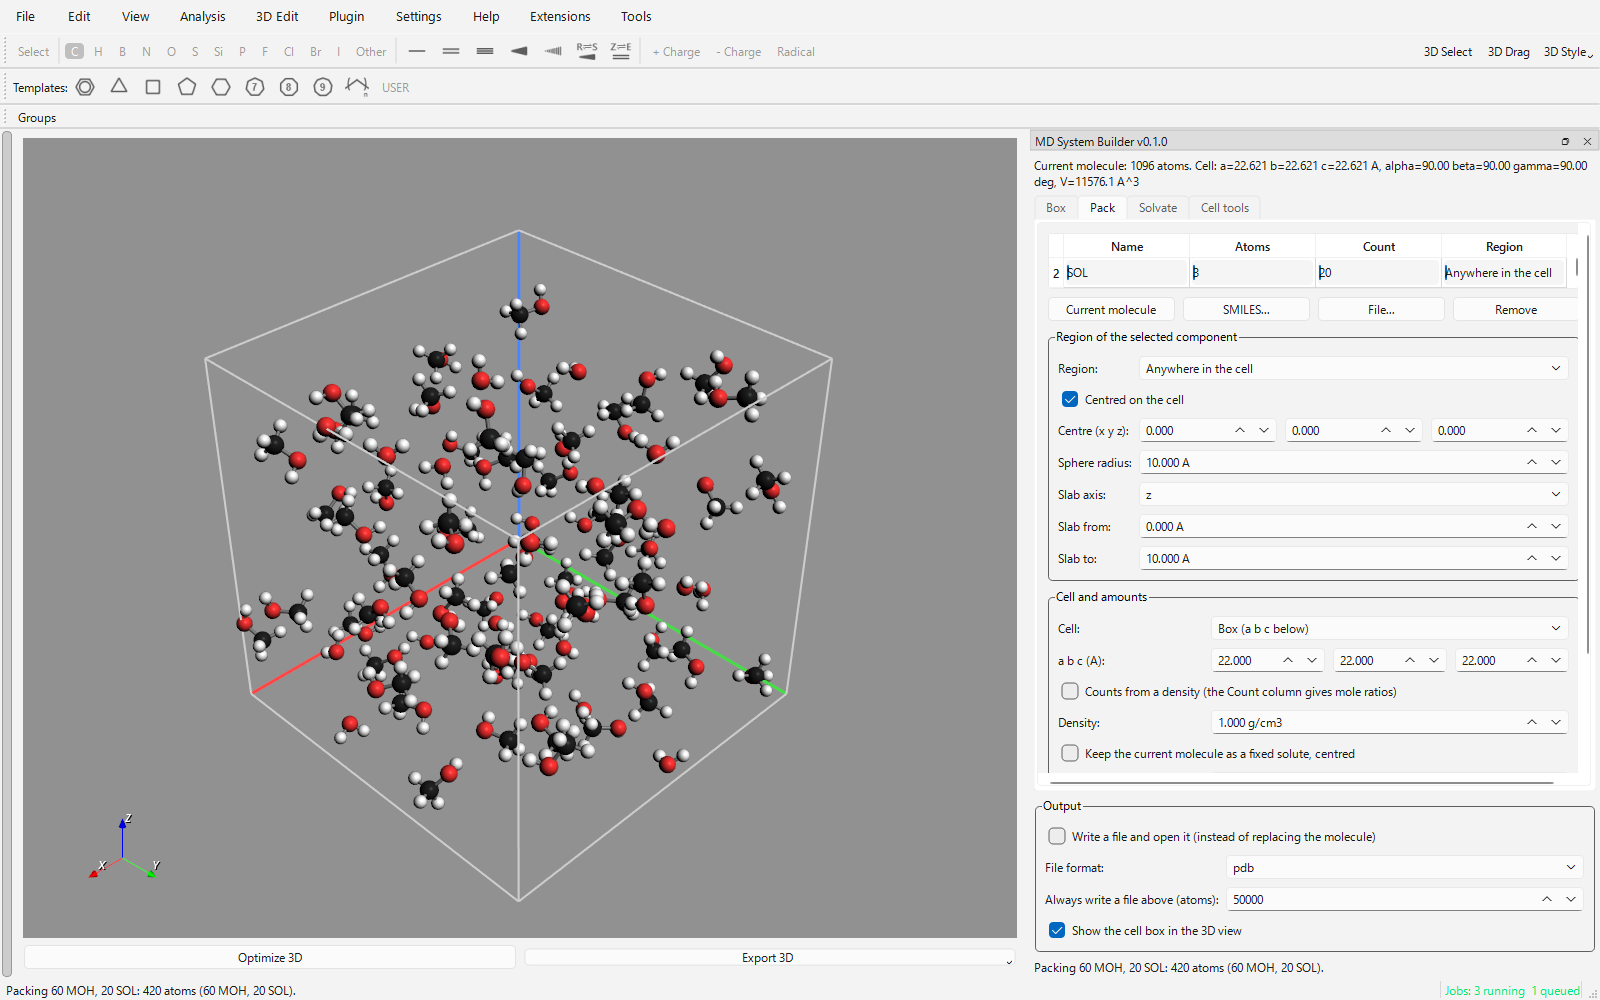 File Edit View Analysis 3D Edit Plugin Settings Help Extensions Tools
Select C H B N O S Si P F Cl Br I Other R⇌S Z⇌E + Charge - Charge Radical 3D Select 3D Drag 3D Style
Templates: 7 8 9 n USER
Groups
MD System Builder v0.1.0
Current molecule: 1096 atoms. Cell: a=22.621 b=22.621 c=22.621 A, alpha=90.00 beta=90.00 gamma=90.00
deg, V=11576.1 A^3
Box Pack Solvate Cell tools
Name Atoms Count Region
2 SOL 3 20 Anywhere in the cell
Current molecule SMILES... File... Remove
Region of the selected component
Region: Anywhere in the cell
Centred on the cell
Centre (x y z): 0.000 0.000 0.000
Sphere radius: 10.000 A
Slab axis: z
Slab from: 0.000 A
Slab to: 10.000 A
Cell and amounts
Cell: Box (a b c below)
a b c (A): 22.000 22.000 22.000
Counts from a density (the Count column gives mole ratios)
Density: 1.000 g/cm3
Keep the current molecule as a fixed solute, centred
Output
Write a file and open it (instead of replacing the molecule)
File format: pdb
Always write a file above (atoms): 50000
Show the cell box in the 3D view
Packing 60 MOH, 20 SOL: 420 atoms (60 MOH, 20 SOL).
Z
X
Y
Optimize 3D Export 3D
Packing 60 MOH, 20 SOL: 420 atoms (60 MOH, 20 SOL). Jobs: 3 running 1 queued